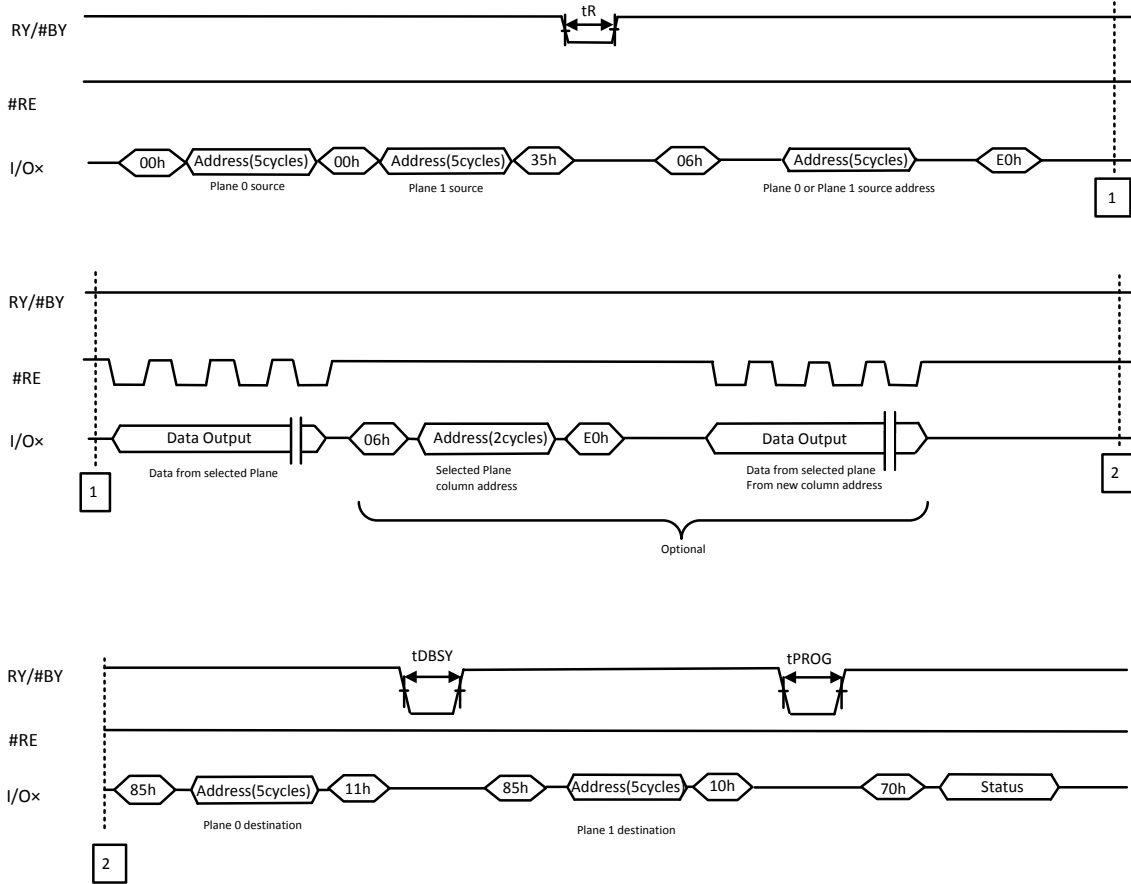 tR
RY/#BY
#RE
I/O×
00h Address(5cycles) 00h Address(5cycles) 35h 06h Address(5cycles) E0h
Plane 0 source Plane 1 source Plane 0 or Plane 1 source address
1
RY/#BY
#RE
I/O×
Data Output 06h Address(2cycles) E0h Data Output
Data from selected Plane
Selected Plane
column address
Data from selected plane
From new column address
1
2
Optional
tDBSY tPROG
RY/#BY
#RE
I/O×
85h Address(5cycles) 11h 85h Address(5cycles) 10h 70h Status
Plane 0 destination Plane 1 destination
2